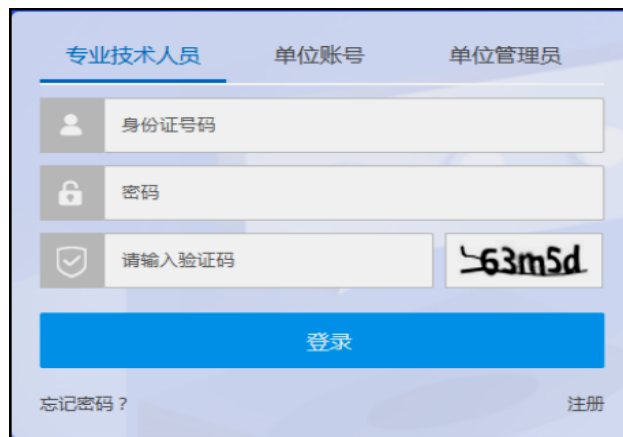 专业技术人员 单位账号 单位管理员
身份证号码
密码
请输入验证码 63m5d
登录
忘记密码？ 注册